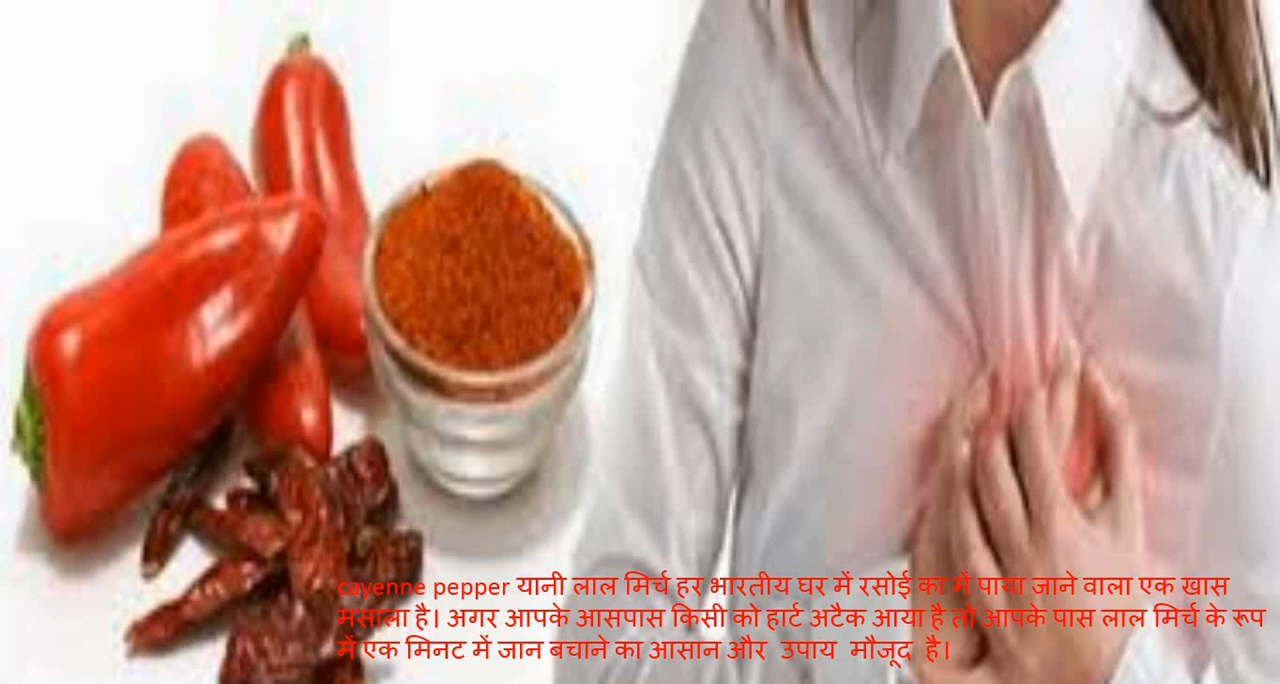 cayenne pepper यानी लाल मिर्च हर भारतीय घर में रसोई का में पाया जाने वाला एक खास
मसाला है। अगर आपके आसपास किसी को हार्ट अटैक आया है तो आपके पास लाल मिर्च के रूप
में एक मिनट में जान बचाने का आसान और उपाय मौजूद है।